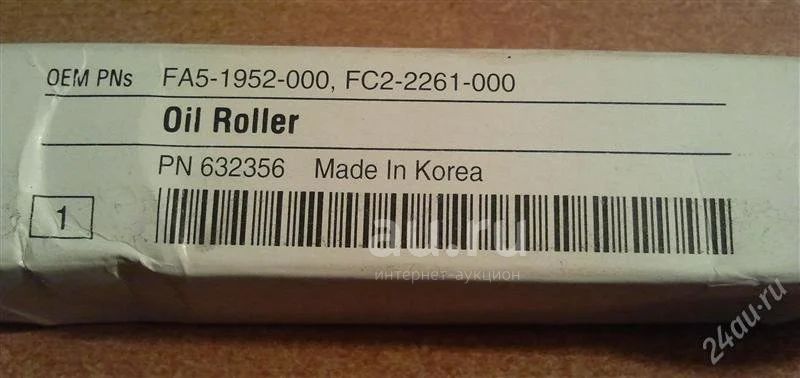 OEM PNs FA5-1952-000, FC2-2261-000
Oil Roller
PN 632356 Made In Korea
1
au.ru
интернет-аукцион
24au.ru